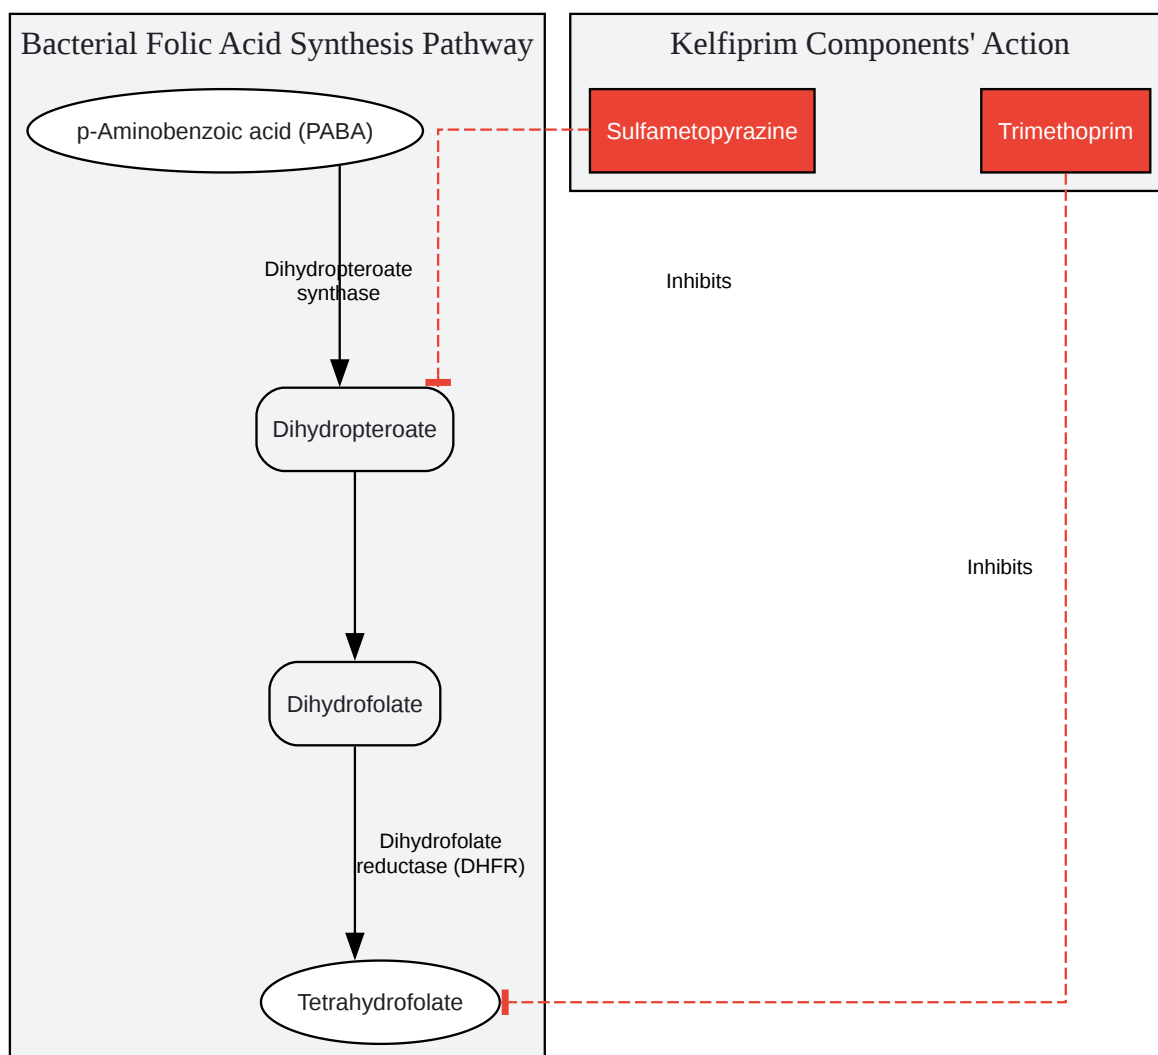 Bacterial Folic Acid Synthesis Pathway
Kelfiprim Components' Action
p-Aminobenzoic acid (PABA)
Sulfametopyrazine
Trimethoprim
Dihydropteroate
synthase
Inhibits
Dihydropteroate
Inhibits
Dihydrofolate
Dihydrofolate
reductase (DHFR)
Tetrahydrofolate